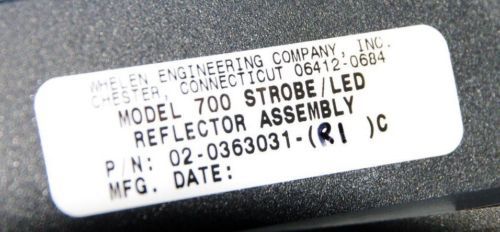 WHELEN ENGINEERING COMPANY, INC.
CHESTER, CONNECTICUT 06412-0684
MODEL 700 STROBE/LED
REFLECTOR ASSEMBLY
P/N: 02-0363031-(R1 )C
MFG. DATE: